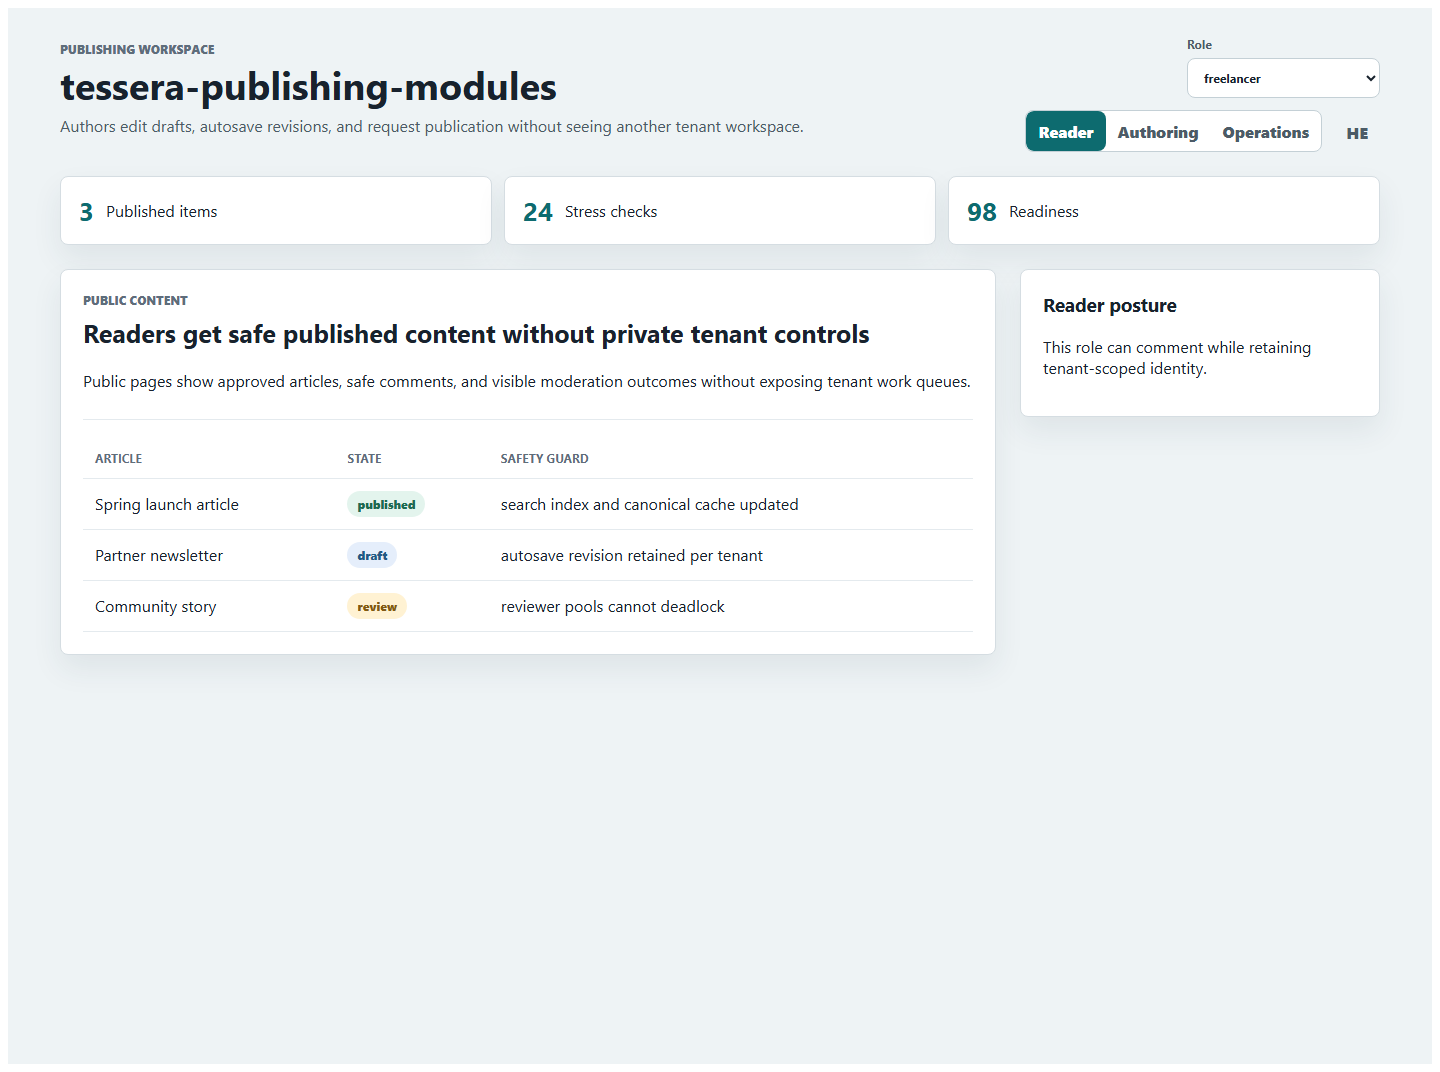 PUBLISHING WORKSPACE
tessera-publishing-modules
Authors edit drafts, autosave revisions, and request publication without seeing another tenant workspace.
Role
freelancer
Reader Authoring Operations HE
3 Published items
24 Stress checks
98 Readiness
PUBLIC CONTENT
Readers get safe published content without private tenant controls
Public pages show approved articles, safe comments, and visible moderation outcomes without exposing tenant work queues.
ARTICLE STATE SAFETY GUARD
Spring launch article published search index and canonical cache updated
Partner newsletter draft autosave revision retained per tenant
Community story review reviewer pools cannot deadlock
Reader posture
This role can comment while retaining
tenant-scoped identity.